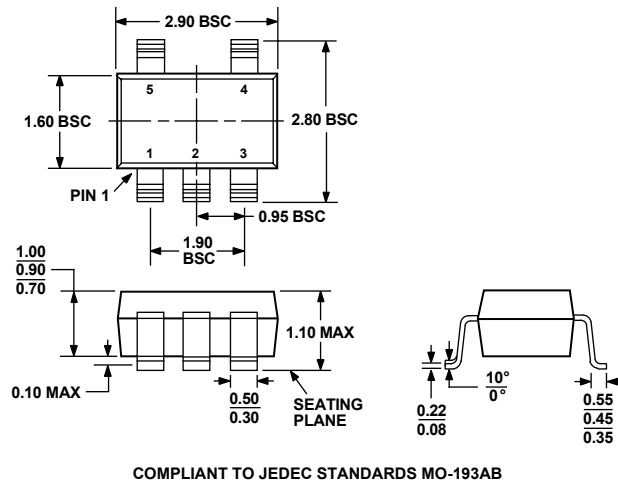 2.90 BSC
5
4
1.60 BSC
2.80 BSC
1
2
3
PIN 1
0.95 BSC
1.90
BSC
1.00
0.90
0.70
1.10 MAX
0.10 MAX
0.50
0.30
SEATING
PLANE
0.22
0.08
10°
0°
0.55
0.45
0.35
COMPLIANT TO JEDEC STANDARDS MO-193AB